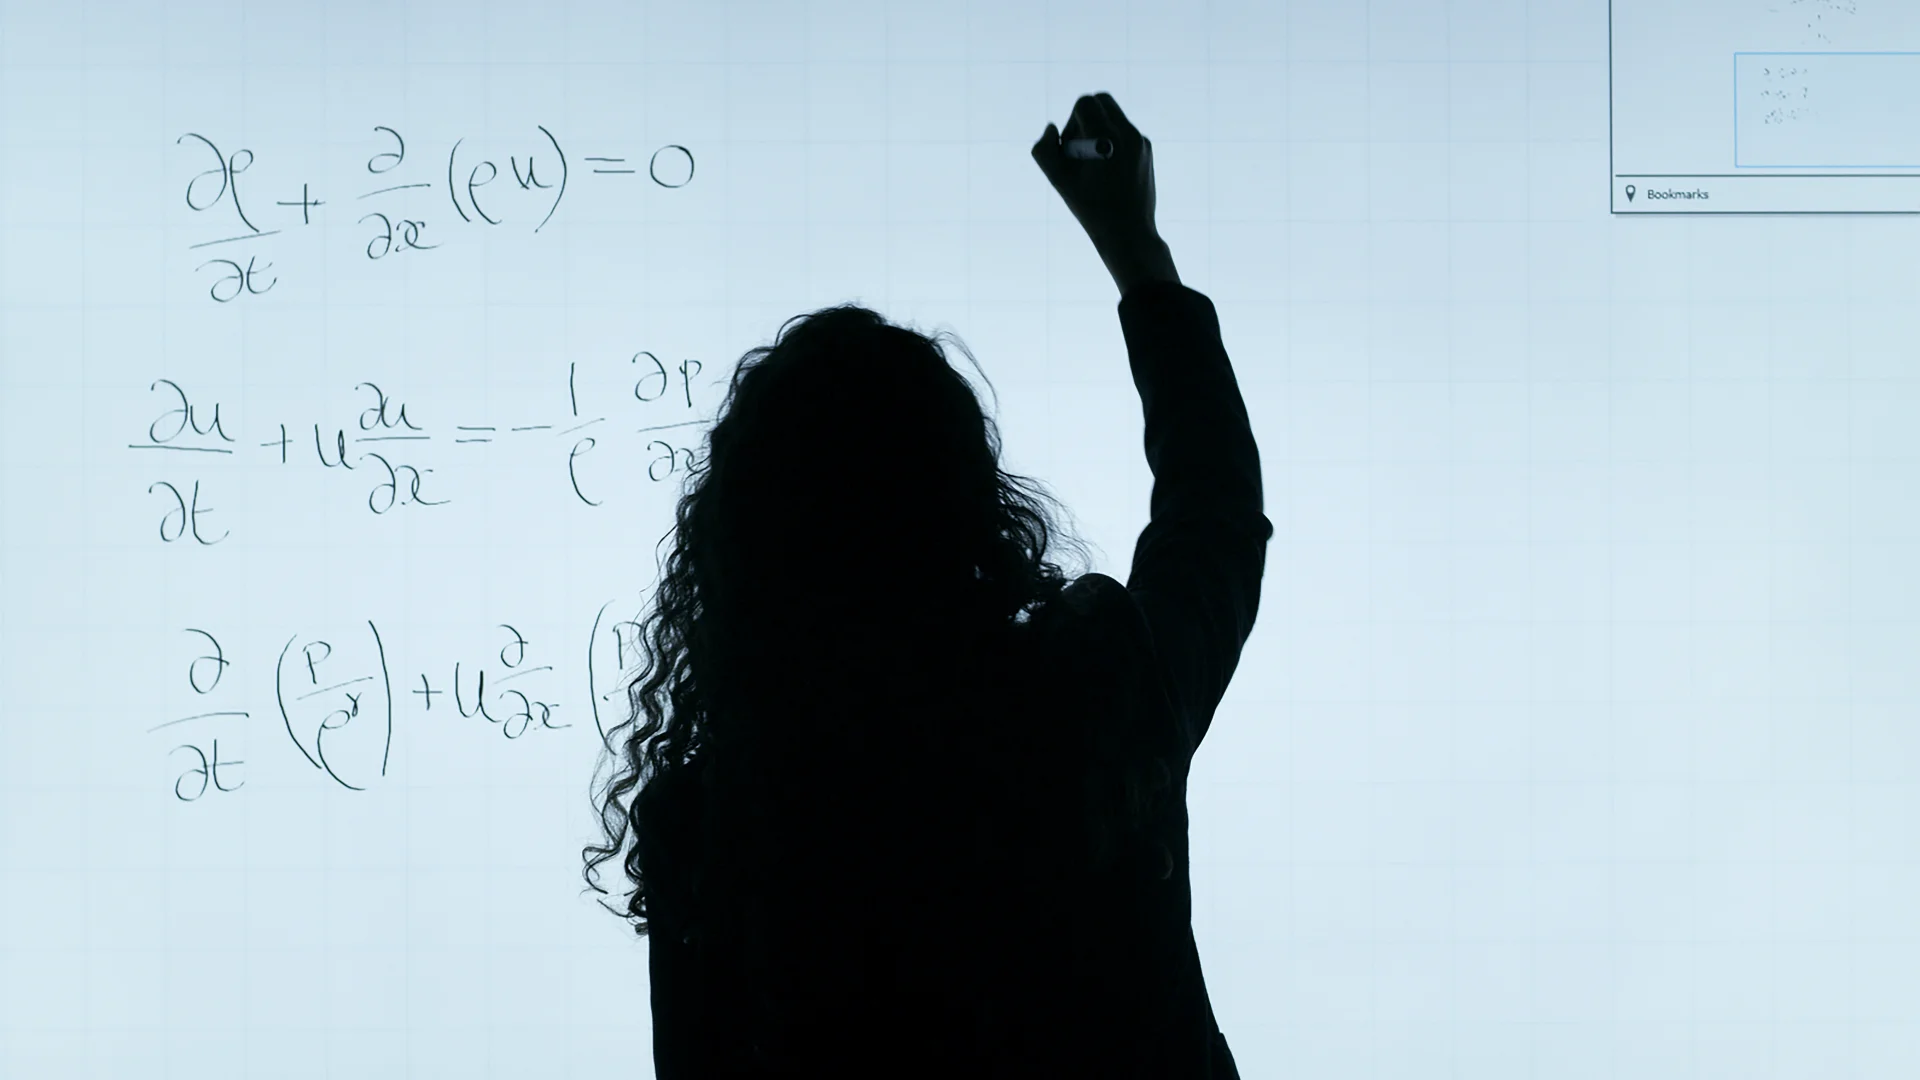 ∂ρ/∂t + ∂/∂x (ρu) = 0
∂u/∂t + u ∂u/∂x = - 1/ρ ∂p/∂x
∂/∂t (p/ρ^γ) + u ∂/∂x (p
Bookmarks